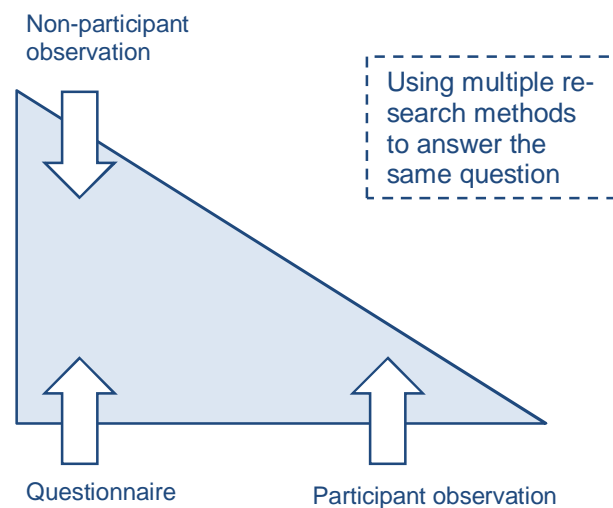 Non-participant
observation
Using multiple re-
search methods
to answer the
same question
Questionnaire
Participant observation